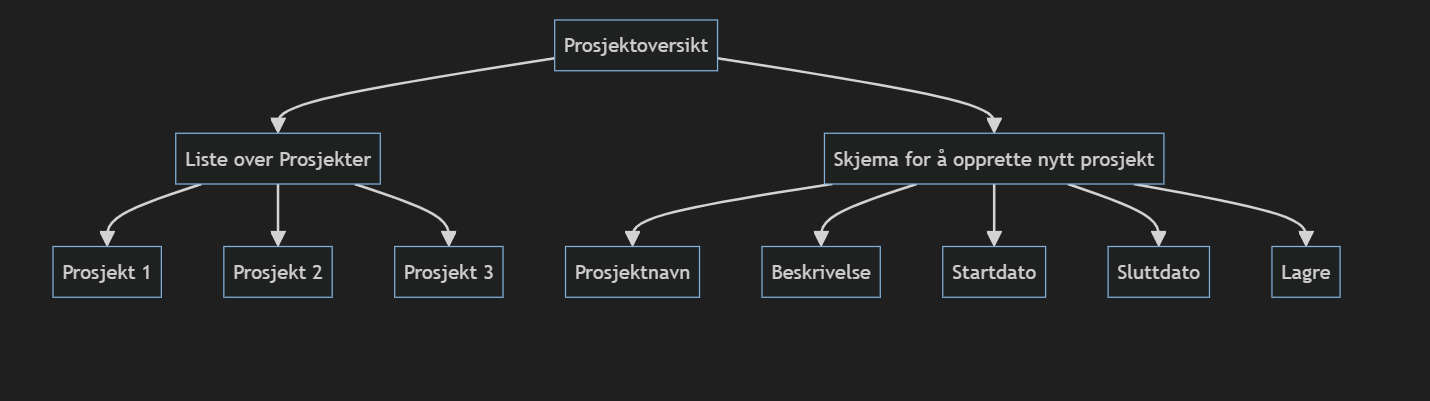 Prosjektoversikt
Liste over Prosjekter
Skjema for å opprette nytt prosjekt
Prosjekt 1
Prosjekt 2
Prosjekt 3
Prosjektnavn
Beskrivelse
Startdato
Sluttdato
Lagre